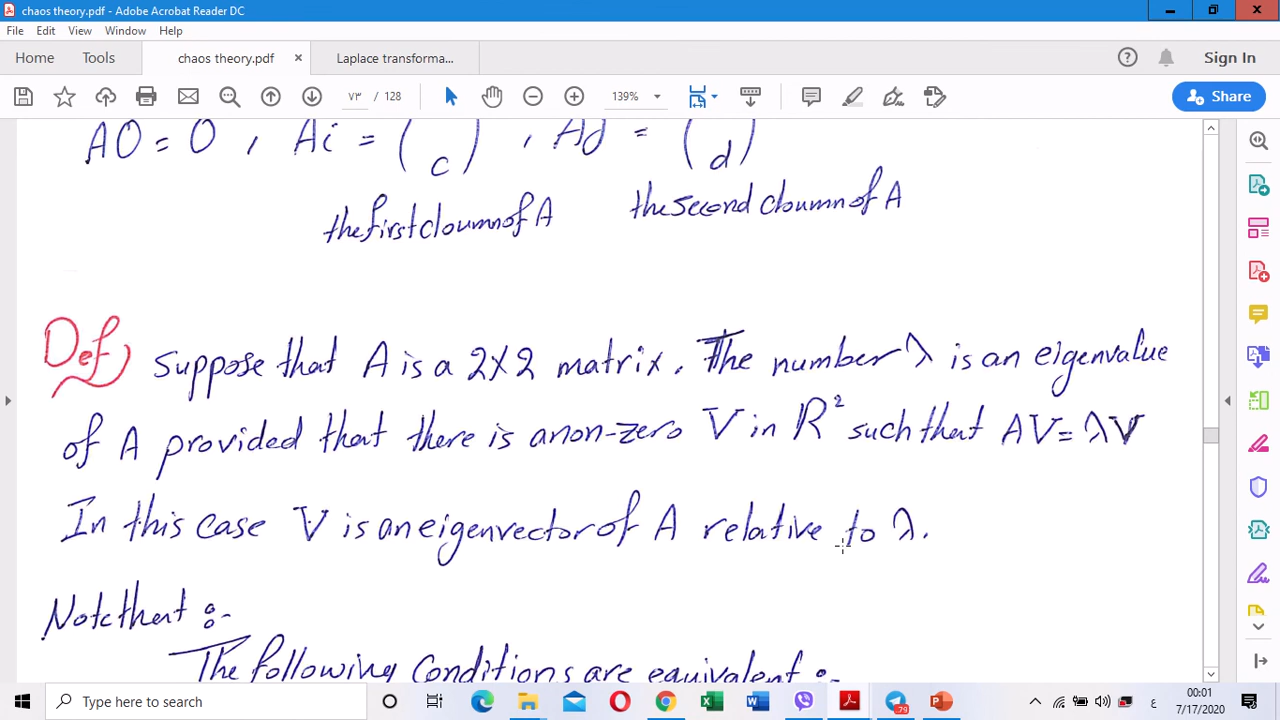 chaos theory.pdf - Adobe Acrobat Reader DC
File Edit View Window Help
Home Tools chaos theory.pdf × Laplace transforma... Sign In
٧٣ / 128 139% Share
AO = O , Ai = ( c ) , Aj = ( d )
the first cloumn of A the second cloumn of A
Def) Suppose that A is a 2X2 matrix. The number λ is an eigenvalue
of A provided that there is a non-zero V in R² such that AV = λV
In this case V is an eigenvector of A relative to λ.
Note that :-
The following Conditions are equivalent :-
Type here to search 79 ع 00:01
7/17/2020